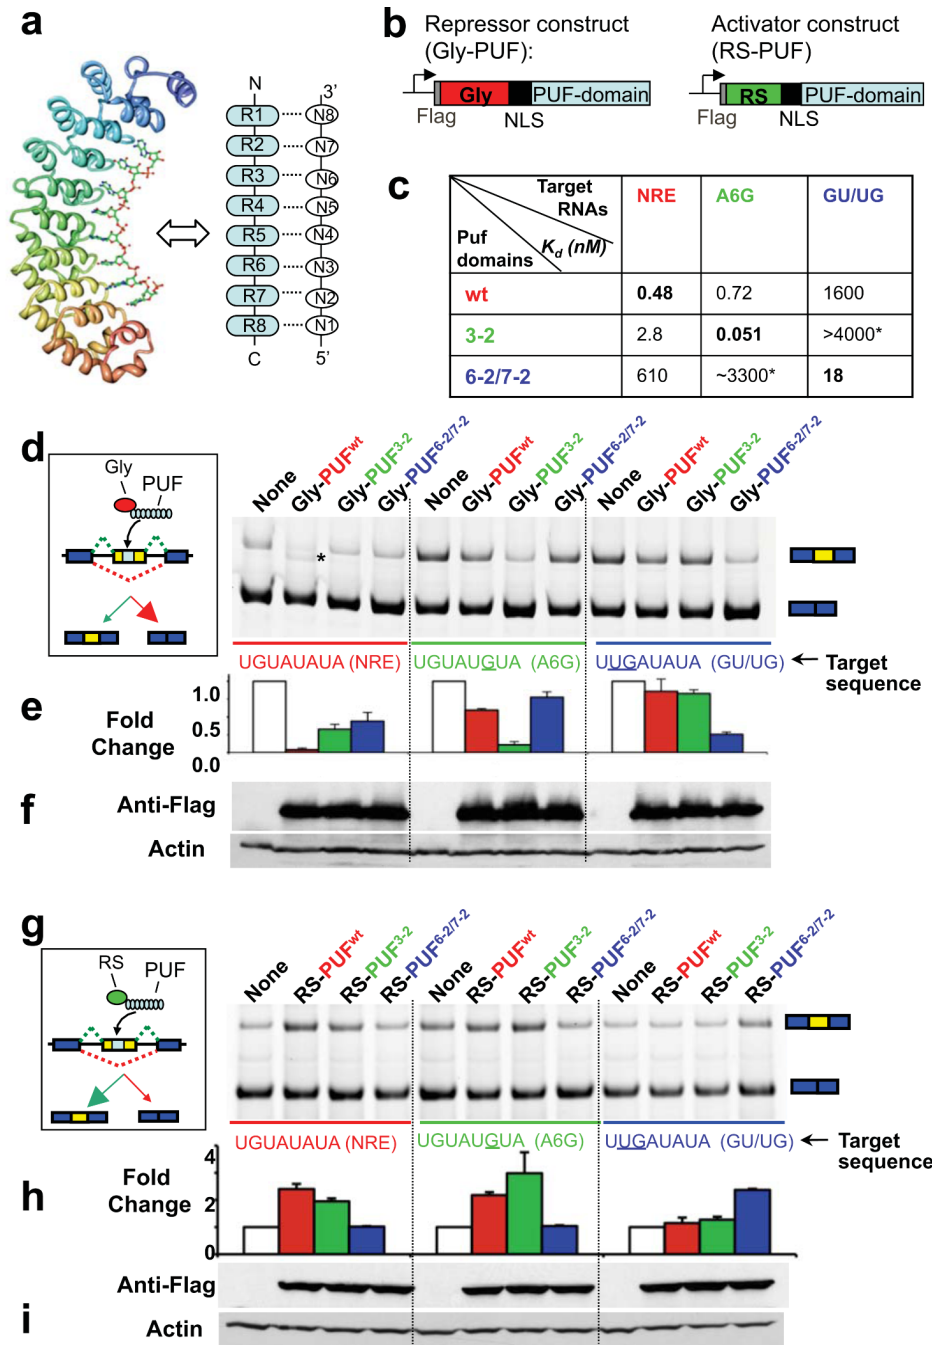 a
N
3'
R1
N8
R2
N7
R3
N6
R4
N5
R5
N4
R6
N3
R7
N2
R8
N1
C
5'
b
Repressor construct
(Gly-PUF):
Gly
PUF-domain
Flag
NLS
Activator construct
(RS-PUF)
RS
PUF-domain
Flag
NLS
c
Target
RNAs
Kd (nM)
Puf
domains
NRE
A6G
GU/UG
wt
0.48
0.72
1600
3-2
2.8
0.051
>4000*
6-2/7-2
610
~3300*
18
d
Gly
PUF
None
Gly-PUFwt
Gly-PUF3-2
Gly-PUF6-2/7-2
None
Gly-PUFwt
Gly-PUF3-2
Gly-PUF6-2/7-2
None
Gly-PUFwt
Gly-PUF3-2
Gly-PUF6-2/7-2
*
UGUAUAUA (NRE)
UGUAUGUA (A6G)
UUGAUAUA (GU/UG)
Target
sequence
e
Fold
Change
1.0
0.5
0.0
f
Anti-Flag
Actin
g
RS
PUF
None
RS-PUFwt
RS-PUF3-2
RS-PUF6-2/7-2
None
RS-PUFwt
RS-PUF3-2
RS-PUF6-2/7-2
None
RS-PUFwt
RS-PUF3-2
RS-PUF6-2/7-2
UGUAUAUA (NRE)
UGUAUGUA (A6G)
UUGAUAUA (GU/UG)
Target
sequence
h
Fold
Change
4
2
0
Anti-Flag
i
Actin